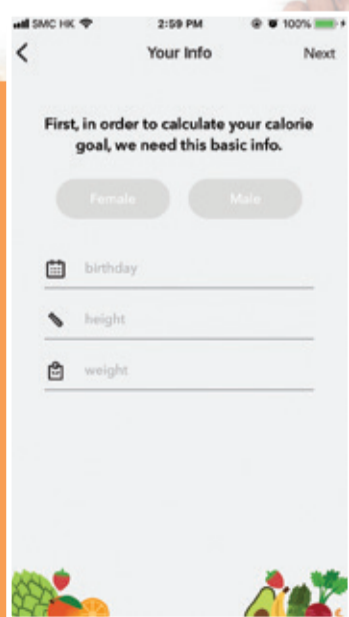 SMC HK 2:59 PM 100%
Your Info Next
First, in order to calculate your calorie
goal, we need this basic info.
Female Male
birthday
height
weight